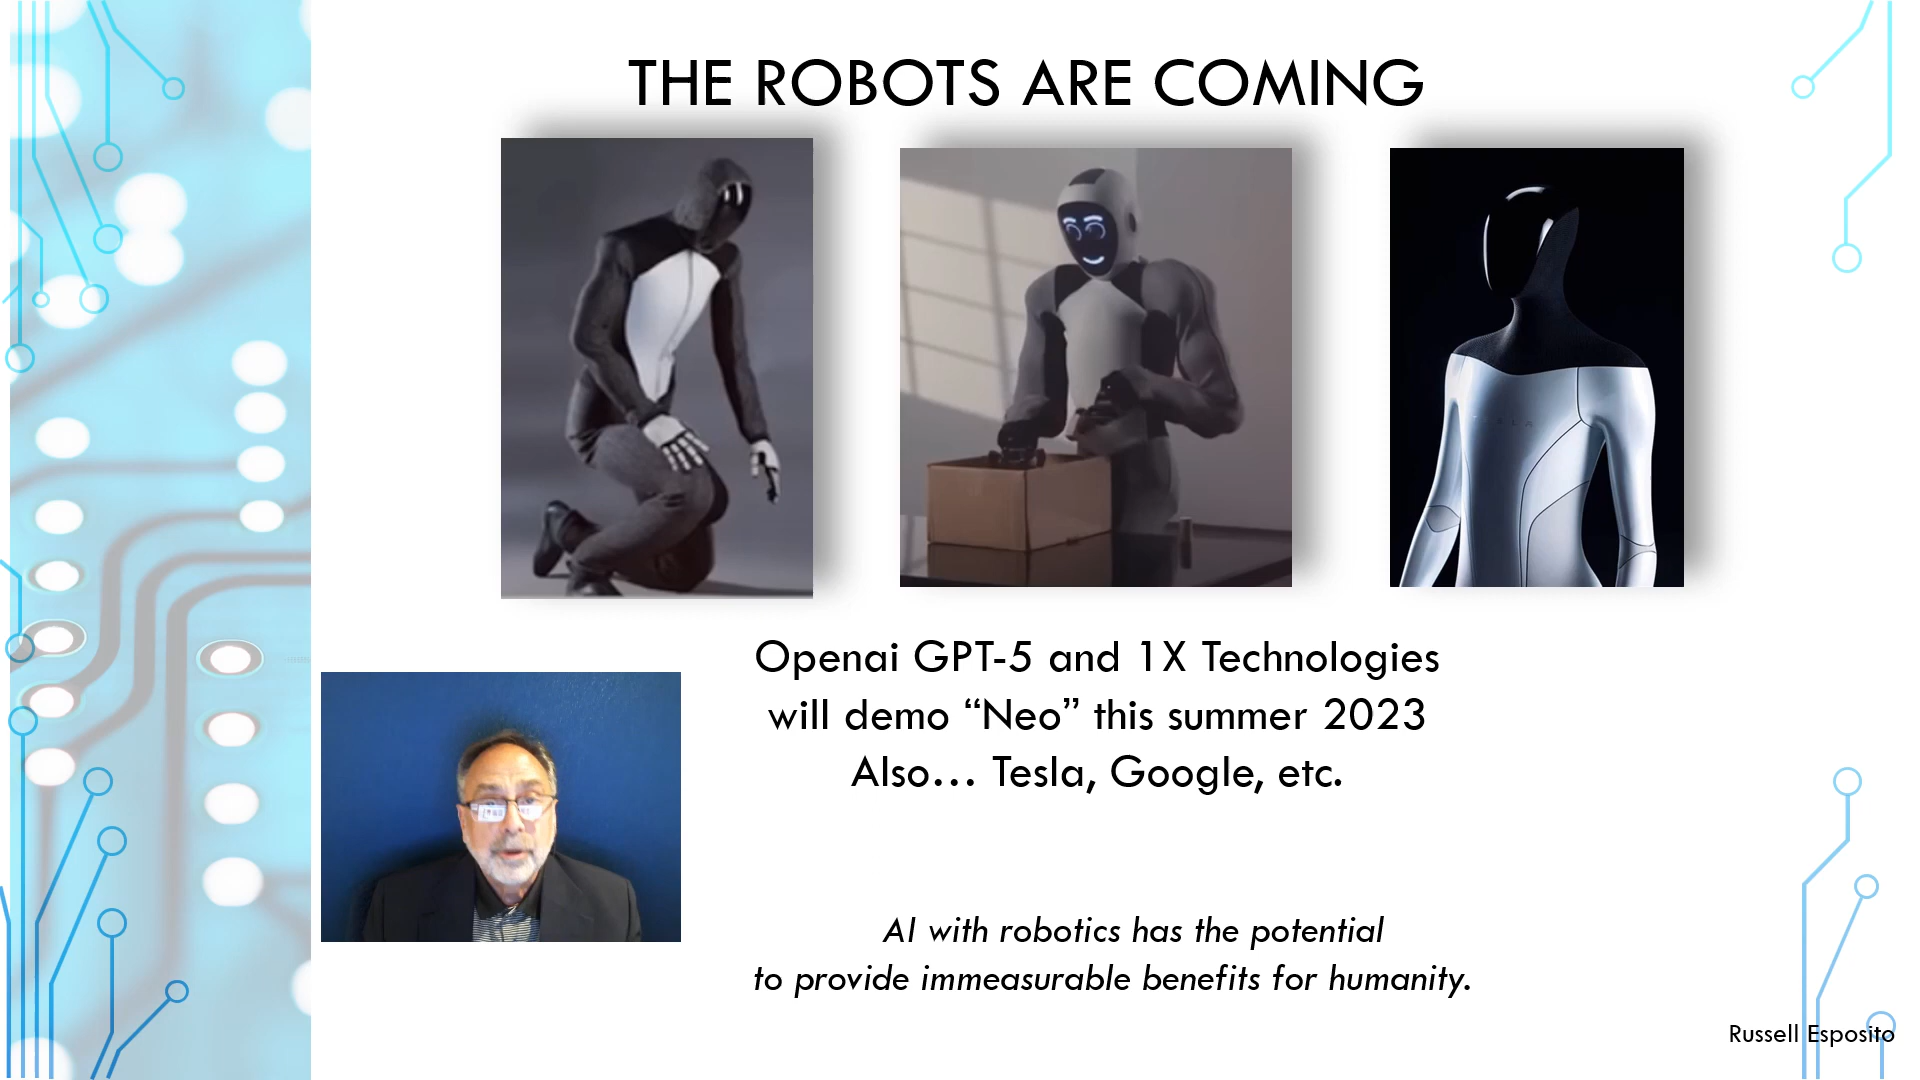 THE ROBOTS ARE COMING
Openai GPT-5 and 1X Technologies
will demo “Neo” this summer 2023
Also... Tesla, Google, etc.
AI with robotics has the potential
to provide immeasurable benefits for humanity.
Russell Esposito